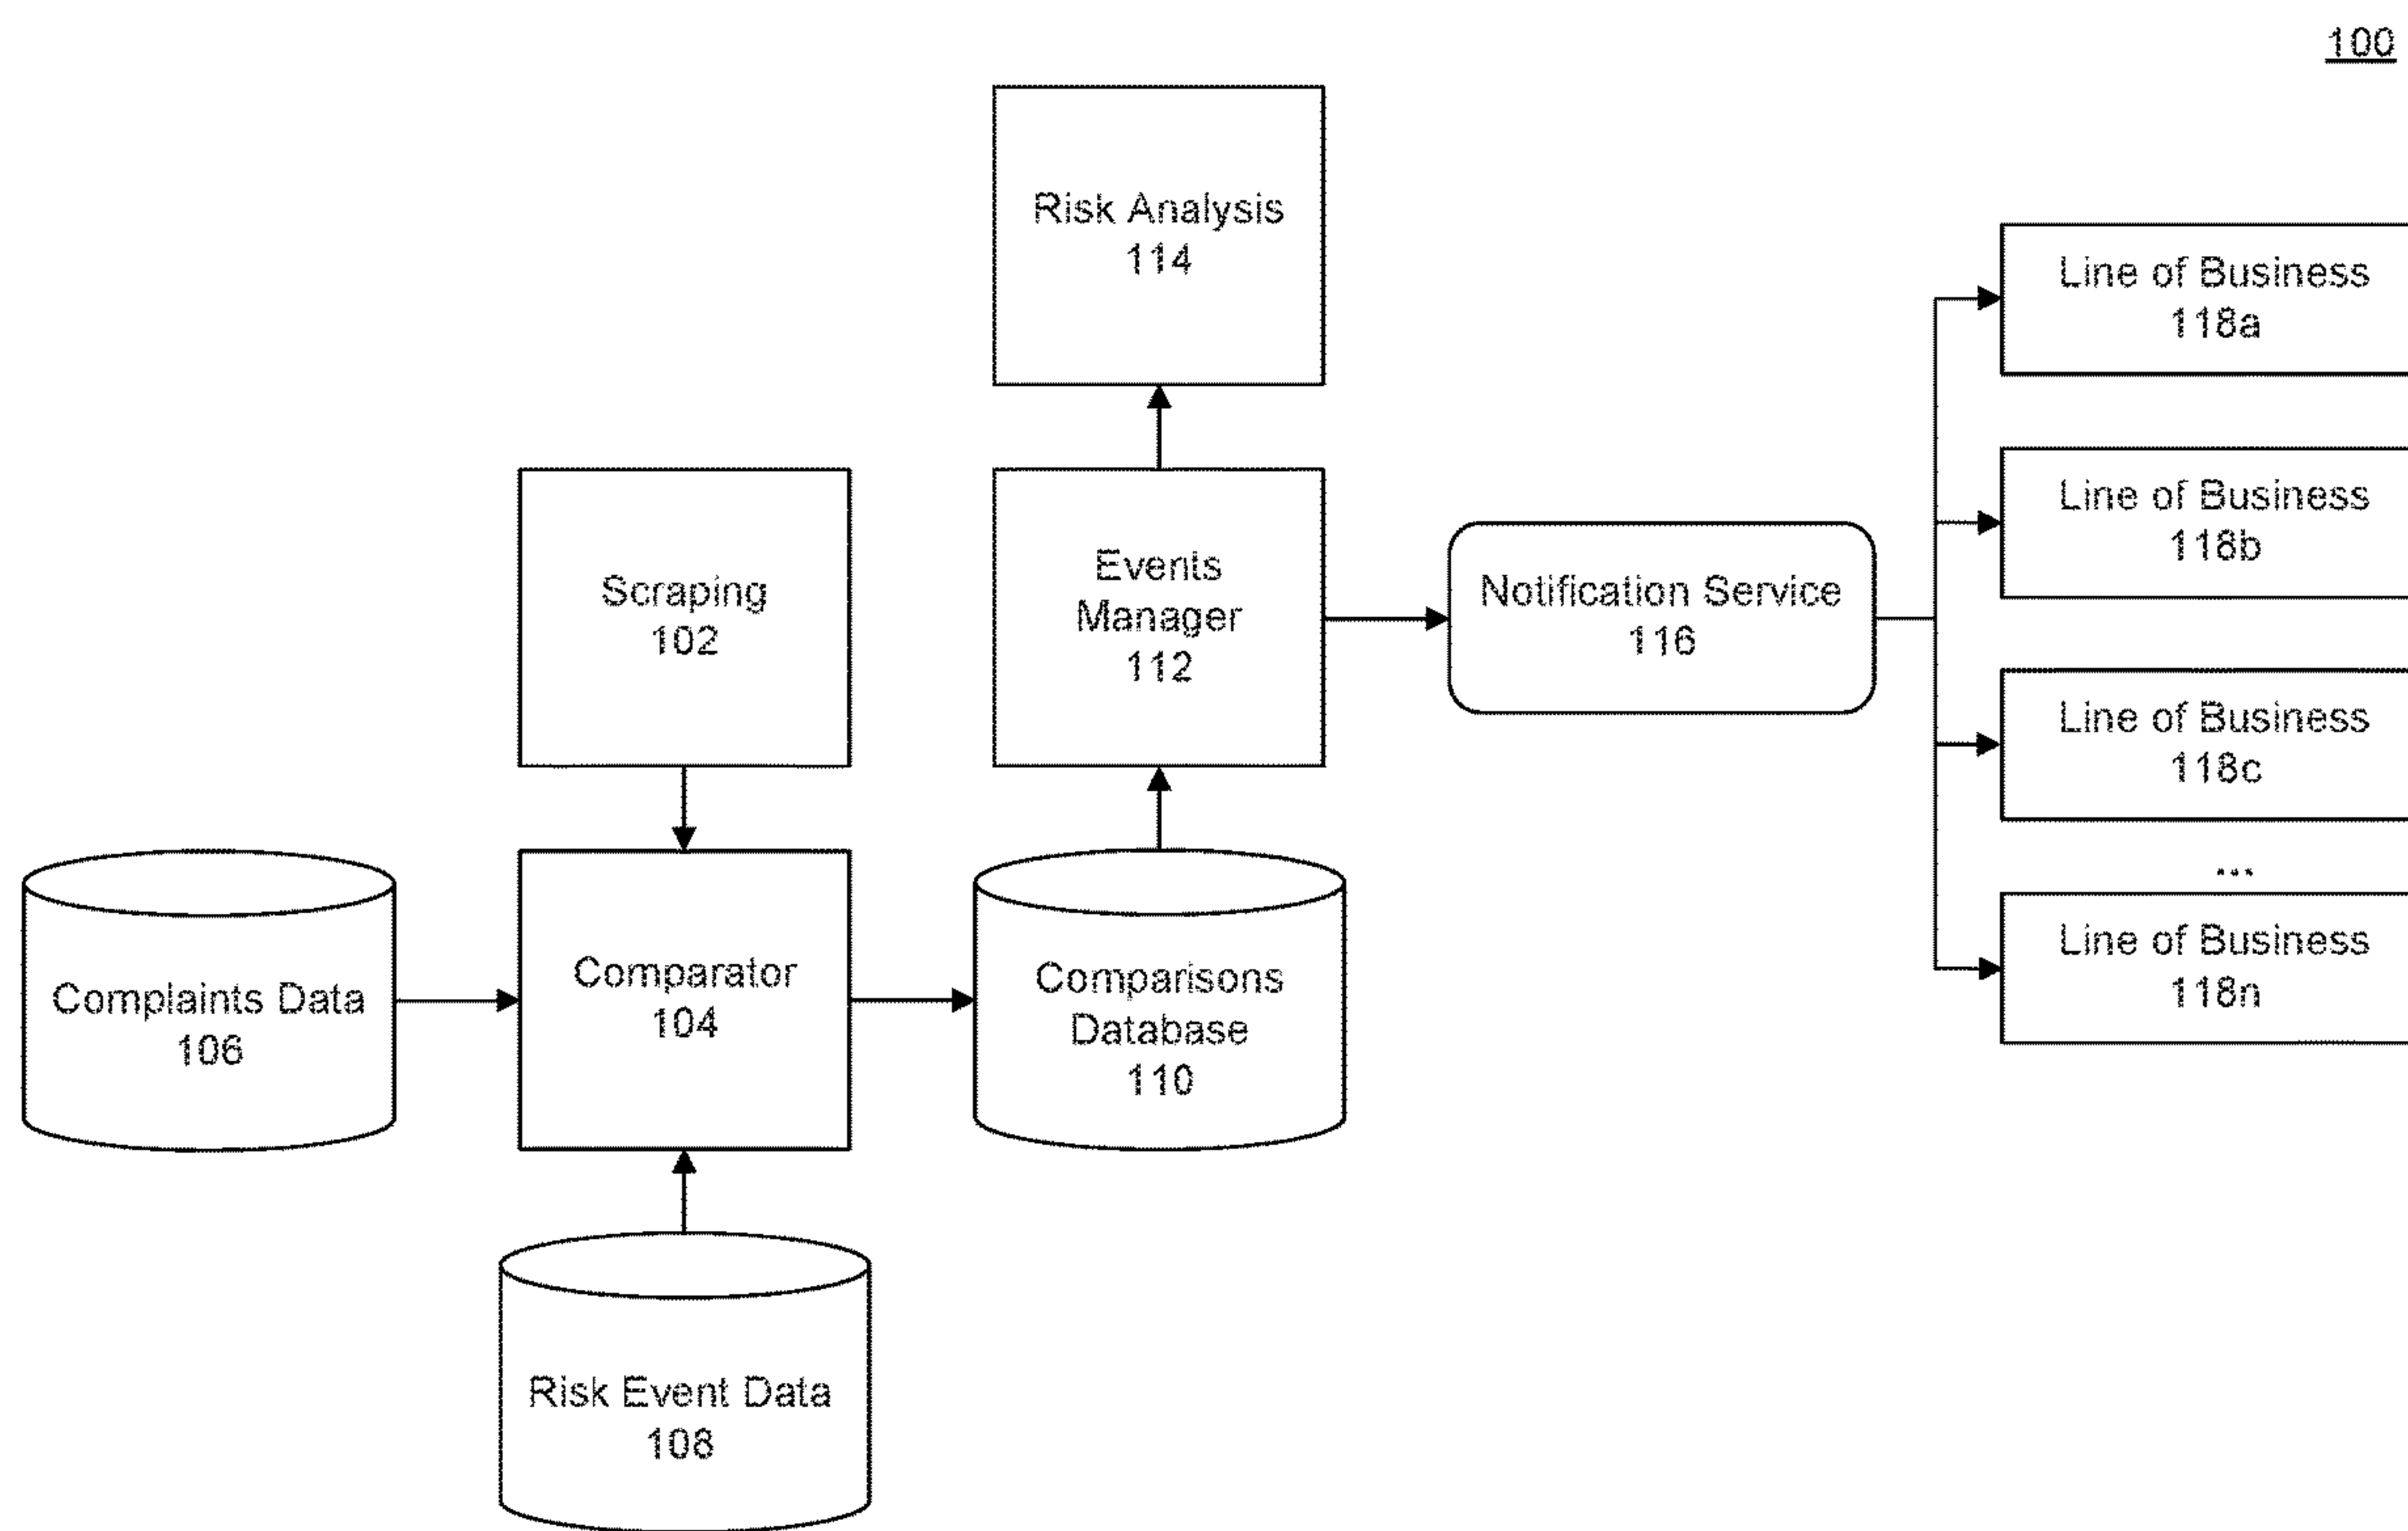 100
Risk Analysis
114
Line of Business
118a
Line of Business
118b
Scraping
102
Events
Manager
112
Notification Service
116
Line of Business
118c
...
Line of Business
118n
Complaints Data
106
Comparator
104
Comparisons
Database
110
Risk Event Data
108